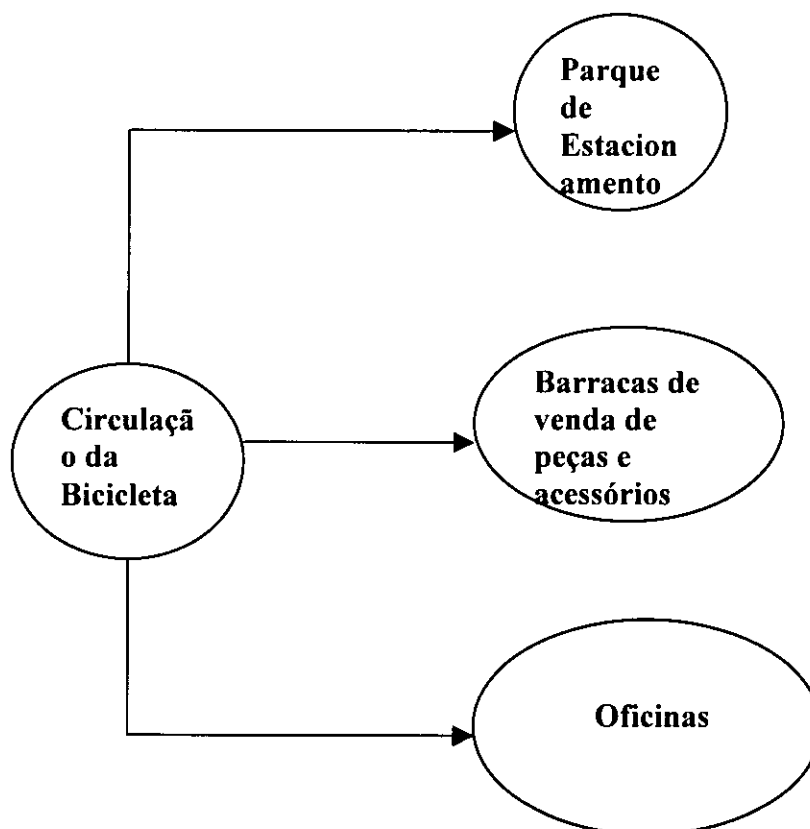 Parque
de
Estacion
amento
Barracas de
venda de
peças e
acessórios
Circulaçã
o da
Bicicleta
Oficinas